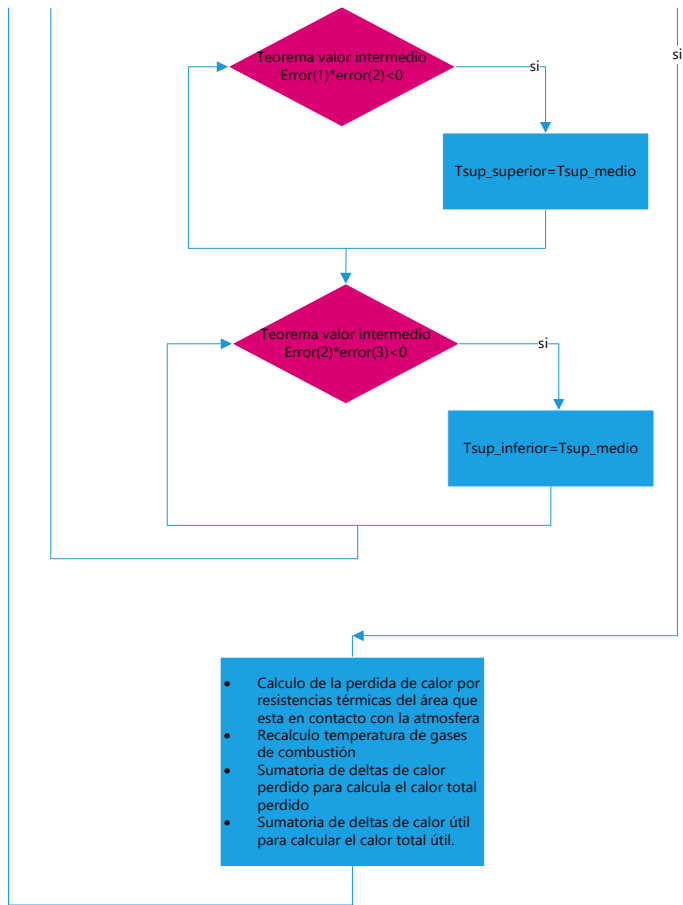 si
Teorema valor intermedio
Error(1)*error(2)<0
si
Tsup_superior=Tsup_medio
Teorema valor intermedio
Error(2)*error(3)<0
si
Tsup_inferior=Tsup_medio
• Calculo de la perdida de calor por
resistencias térmicas del área que
esta en contacto con la atmosfera
• Recalculo temperatura de gases
de combustión
• Sumatoria de deltas de calor
perdido para calcula el calor total
perdido
• Sumatoria de deltas de calor útil
para calcular el calor total útil.